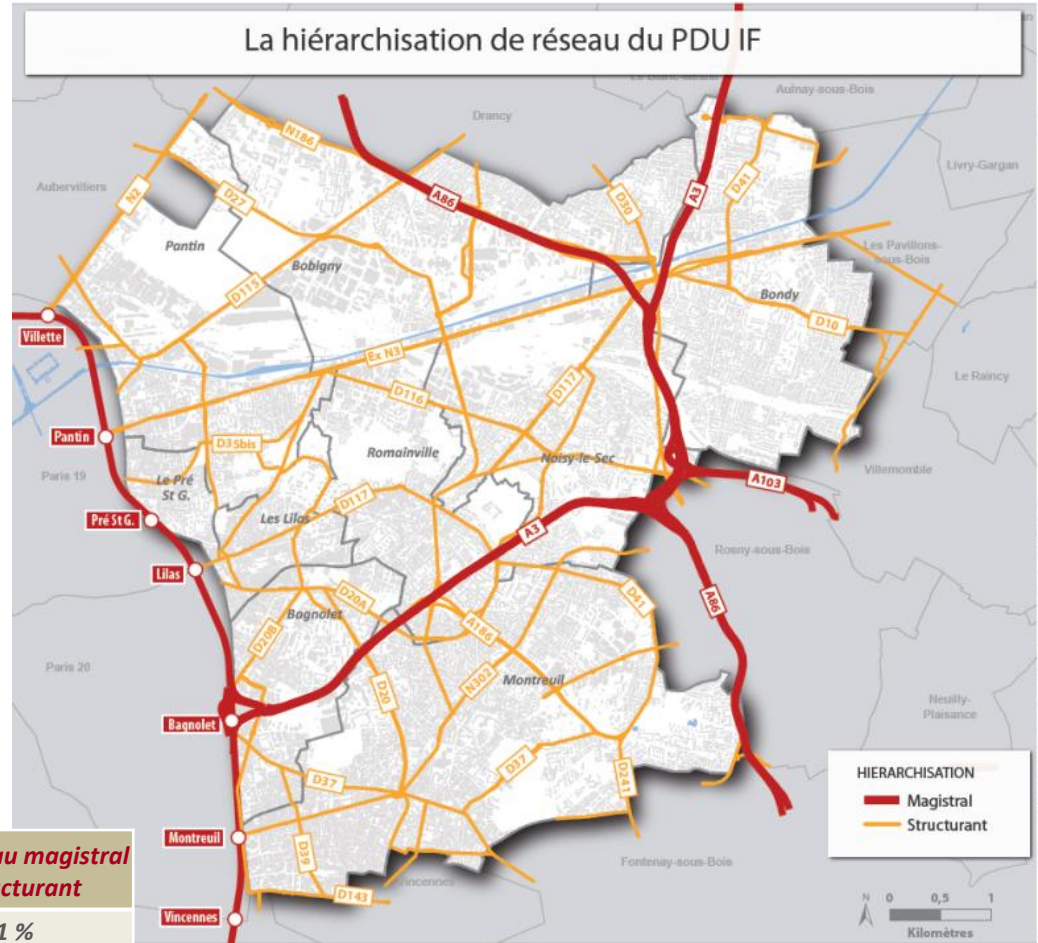 La hiérarchisation de réseau du PDU IF
Aulnay-sous-Bois
Drancy
N186
Livry-Gargan
Aubervilliers
N2
D27
A86
D30
A3
D41
Pantin
Bobigny
Les Pavillons-
sous-Bois
D115
Bondy
Villette
D10
Ex N3
Le Raincy
D116
D117
Pantin
D35bis
Romainville
Noisy-le-Sec
Villemomble
Paris 19
Le Pré
St G.
A103
Pré St G.
Les Lilas
D117
A3
Rosny-sous-Bois
Lilas
D20A
D41
A86
Bagnolet
A186
D20B
Paris 20
N302
Montreuil
D20
Neuilly-
Plaisance
Bagnolet
D37
D37
D241
HIERARCHISATION
Magistral
Structurant
Montreuil
D39
Fontenay-sous-Bois
Vincennes
D143
Vincennes
N
0 0,5 1
Kilomètres
au magistral
cturant
1 %